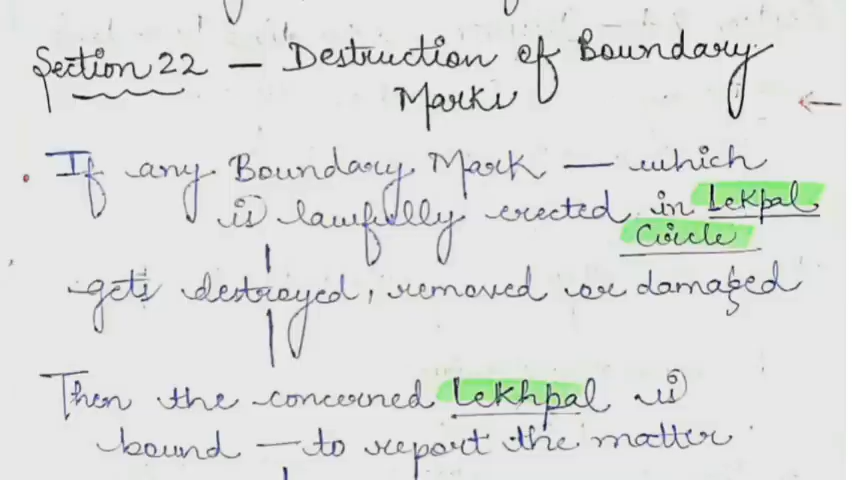 Section 22 — Destruction of Boundary
Marks
If any Boundary Mark — which
is lawfully erected in Lekpal
Circle
gets destroyed, removed or damaged
Then the concerned Lekhpal is
bound — to report the matter